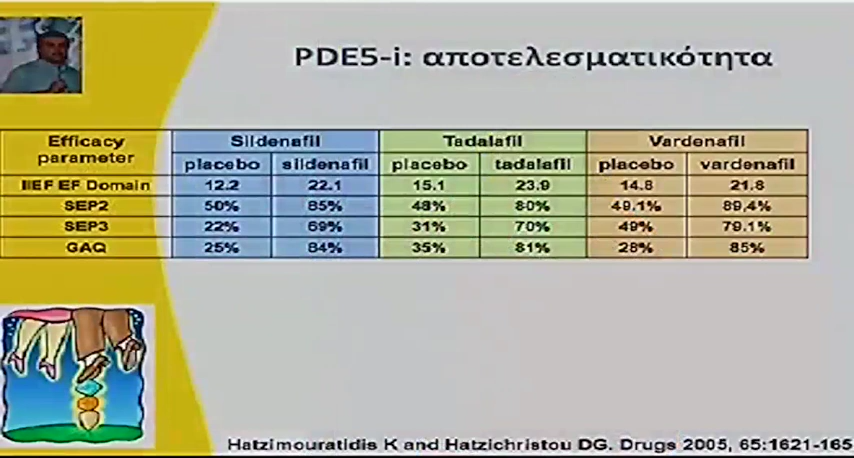 PDE5-i: αποτελεσματικότητα
Efficacy parameter Sildenafil Tadalafil Vardenafil
placebo sildenafil placebo tadalafil placebo vardenafil
IIEF EF Domain 12.2 22.1 15.1 23.9 14.8 21.8
SEP2 50% 85% 48% 80% 49.1% 89.4%
SEP3 22% 69% 31% 70% 49% 79.1%
GAQ 25% 84% 35% 81% 28% 85%
Hatzimouratidis K and Hatzichristou DG. Drugs 2005, 65:1621-165